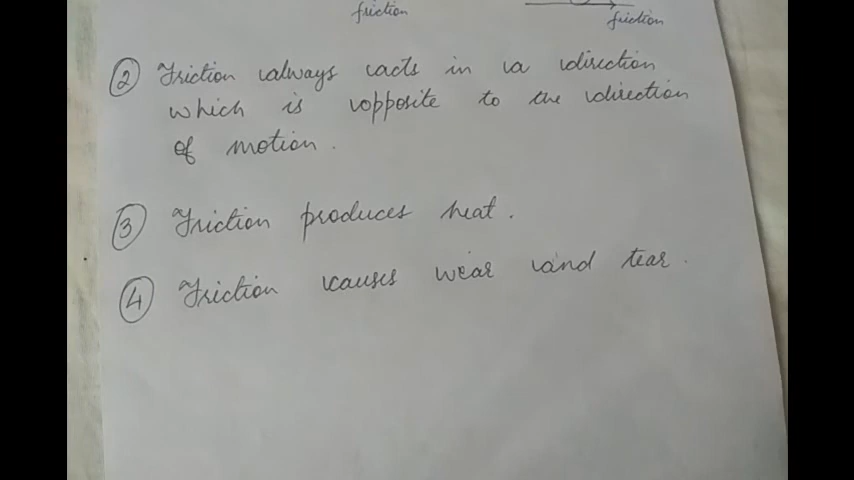 friction
friction
② Friction always acts in a direction
which is opposite to the direction
of motion.
③ Friction produces heat.
④ Friction causes wear and tear.